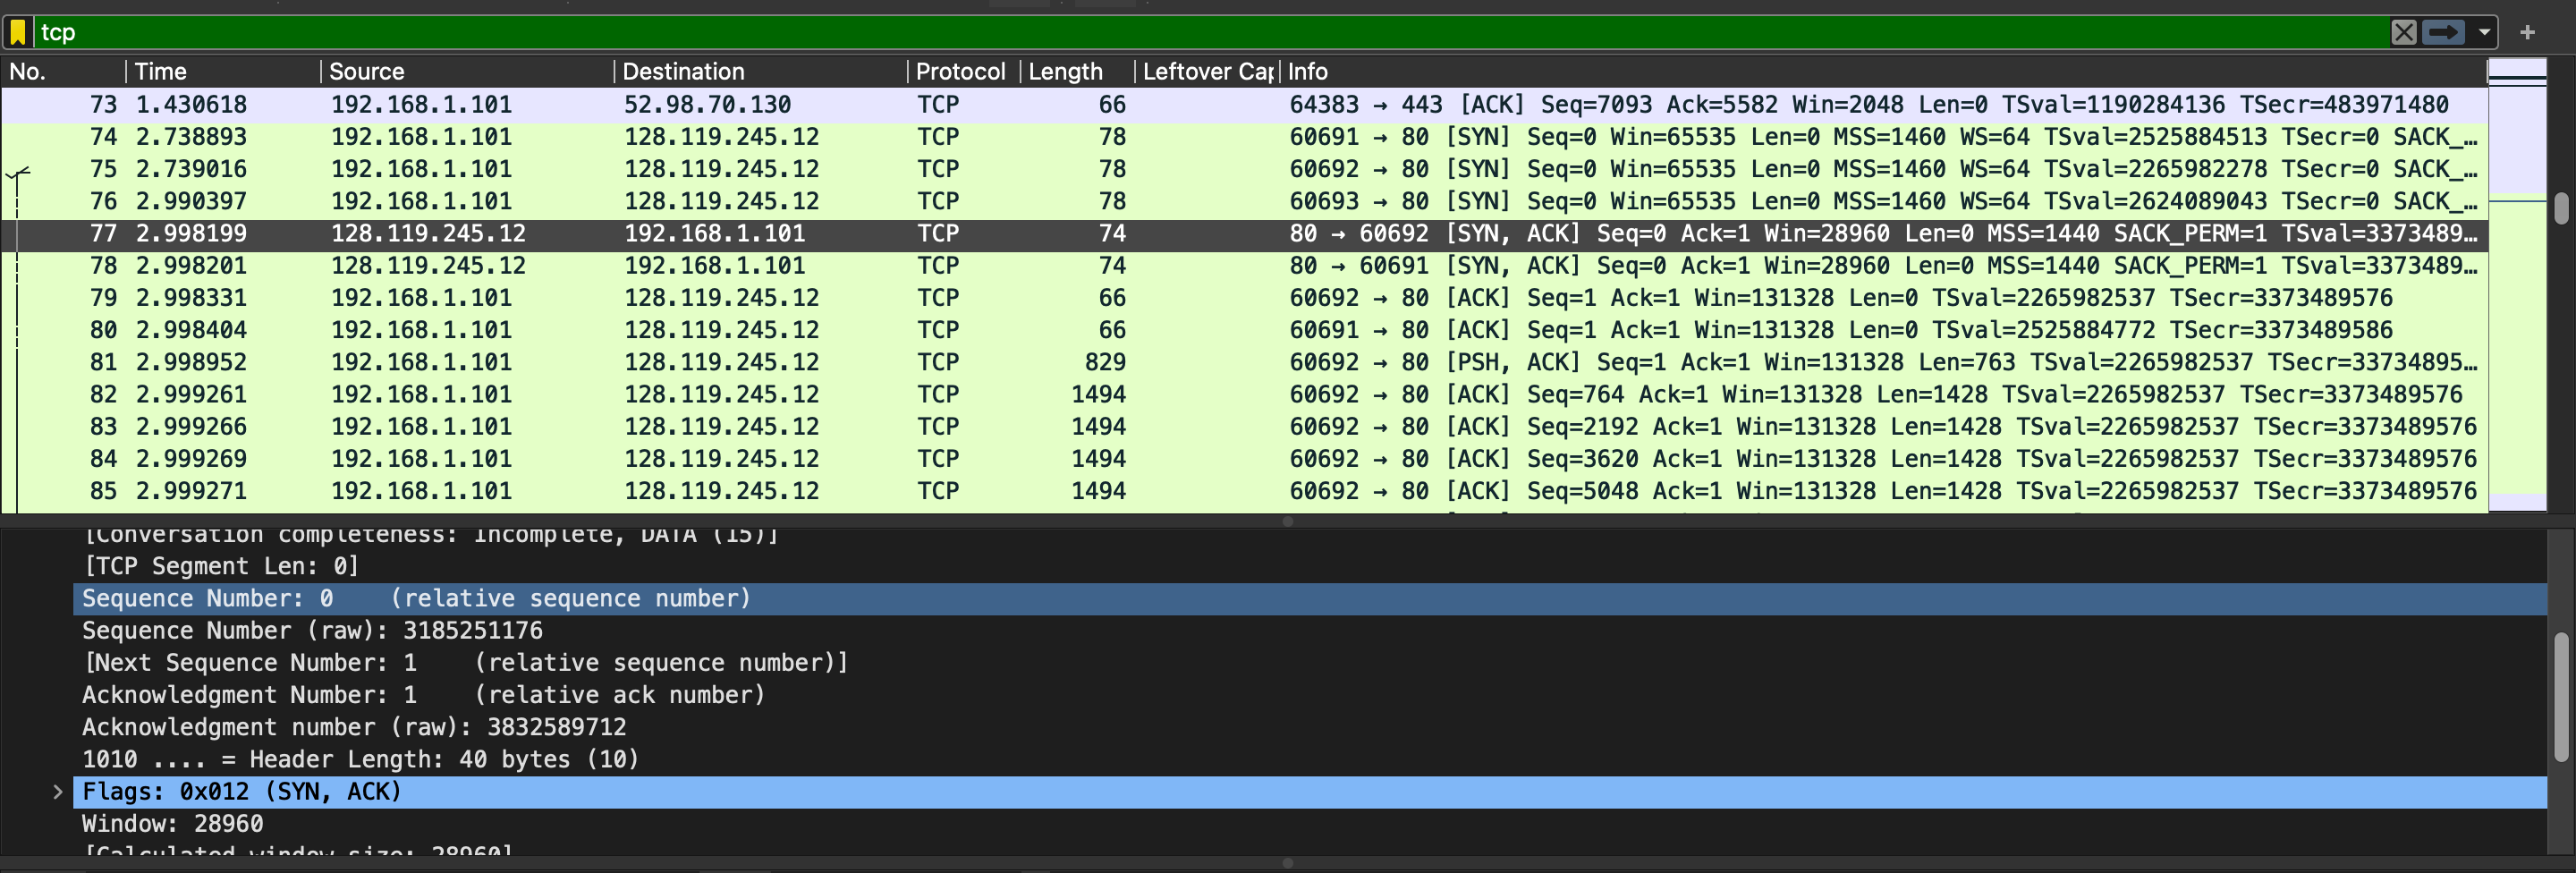 tcp
No. Time Source Destination Protocol Length Leftover Cap Info
73 1.430618 192.168.1.101 52.98.70.130 TCP 66 64383 → 443 [ACK] Seq=7093 Ack=5582 Win=2048 Len=0 TSval=1190284136 TSecr=483971480
74 2.738893 192.168.1.101 128.119.245.12 TCP 78 60691 → 80 [SYN] Seq=0 Win=65535 Len=0 MSS=1460 WS=64 TSval=2525884513 TSecr=0 SACK_…
75 2.739016 192.168.1.101 128.119.245.12 TCP 78 60692 → 80 [SYN] Seq=0 Win=65535 Len=0 MSS=1460 WS=64 TSval=2265982278 TSecr=0 SACK_…
76 2.990397 192.168.1.101 128.119.245.12 TCP 78 60693 → 80 [SYN] Seq=0 Win=65535 Len=0 MSS=1460 WS=64 TSval=2624089043 TSecr=0 SACK_…
77 2.998199 128.119.245.12 192.168.1.101 TCP 74 80 → 60692 [SYN, ACK] Seq=0 Ack=1 Win=28960 Len=0 MSS=1440 SACK_PERM=1 TSval=3373489…
78 2.998201 128.119.245.12 192.168.1.101 TCP 74 80 → 60691 [SYN, ACK] Seq=0 Ack=1 Win=28960 Len=0 MSS=1440 SACK_PERM=1 TSval=3373489…
79 2.998331 192.168.1.101 128.119.245.12 TCP 66 60692 → 80 [ACK] Seq=1 Ack=1 Win=131328 Len=0 TSval=2265982537 TSecr=3373489576
80 2.998404 192.168.1.101 128.119.245.12 TCP 66 60691 → 80 [ACK] Seq=1 Ack=1 Win=131328 Len=0 TSval=2525884772 TSecr=3373489586
81 2.998952 192.168.1.101 128.119.245.12 TCP 829 60692 → 80 [PSH, ACK] Seq=1 Ack=1 Win=131328 Len=763 TSval=2265982537 TSecr=33734895…
82 2.999261 192.168.1.101 128.119.245.12 TCP 1494 60692 → 80 [ACK] Seq=764 Ack=1 Win=131328 Len=1428 TSval=2265982537 TSecr=3373489576
83 2.999266 192.168.1.101 128.119.245.12 TCP 1494 60692 → 80 [ACK] Seq=2192 Ack=1 Win=131328 Len=1428 TSval=2265982537 TSecr=3373489576
84 2.999269 192.168.1.101 128.119.245.12 TCP 1494 60692 → 80 [ACK] Seq=3620 Ack=1 Win=131328 Len=1428 TSval=2265982537 TSecr=3373489576
85 2.999271 192.168.1.101 128.119.245.12 TCP 1494 60692 → 80 [ACK] Seq=5048 Ack=1 Win=131328 Len=1428 TSval=2265982537 TSecr=3373489576
[Conversation completeness: Incomplete, DATA (15)]
[TCP Segment Len: 0]
Sequence Number: 0 (relative sequence number)
Sequence Number (raw): 3185251176
[Next Sequence Number: 1 (relative sequence number)]
Acknowledgment Number: 1 (relative ack number)
Acknowledgment number (raw): 3832589712
1010 .... = Header Length: 40 bytes (10)
Flags: 0x012 (SYN, ACK)
Window: 28960
[Calculated window size: 28960]